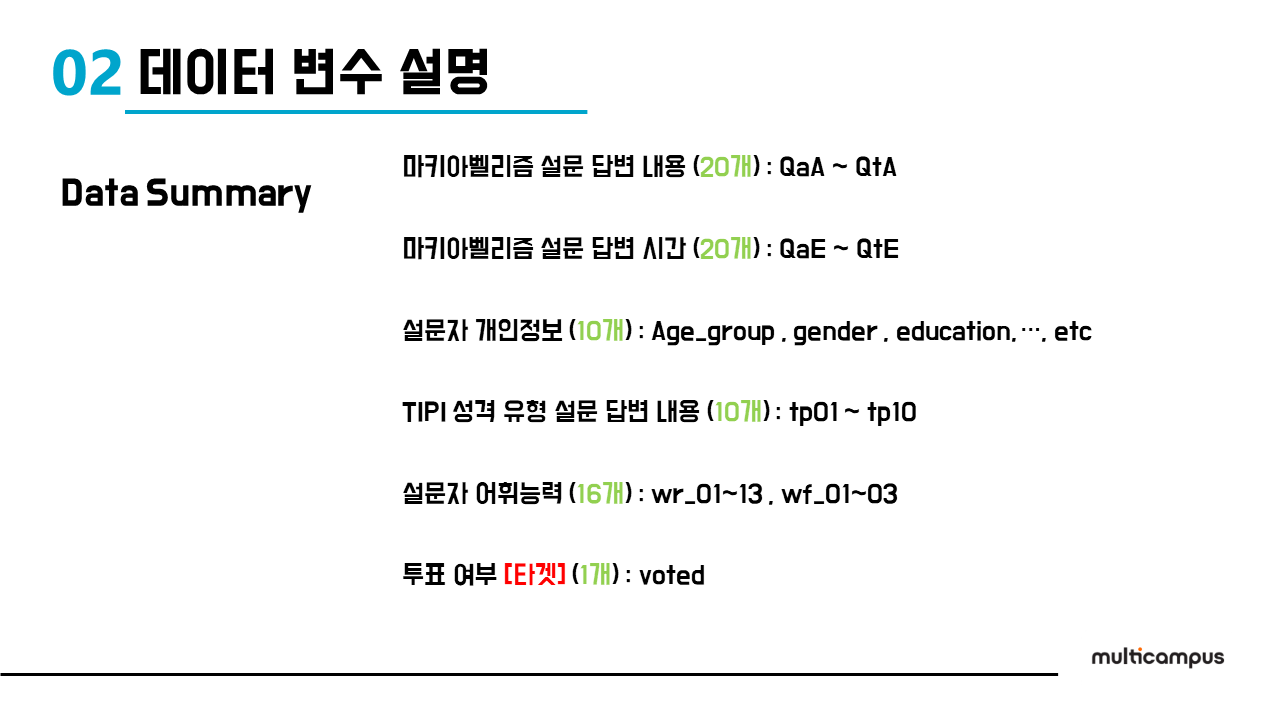 02 데이터 변수 설명
Data Summary
마키아벨리즘 설문 답변 내용 (20개) : QaA ~ QtA
마키아벨리즘 설문 답변 시간 (20개) : QaE ~ QtE
설문자 개인정보 (10개) : Age_group , gender , education, ⋯, etc
TIPI 성격 유형 설문 답변 내용 (10개) : tp01 ~ tp10
설문자 어휘능력 (16개) : wr_01~13 , wf_01~03
투표 여부 [타겟] (1개) : voted
multicampus